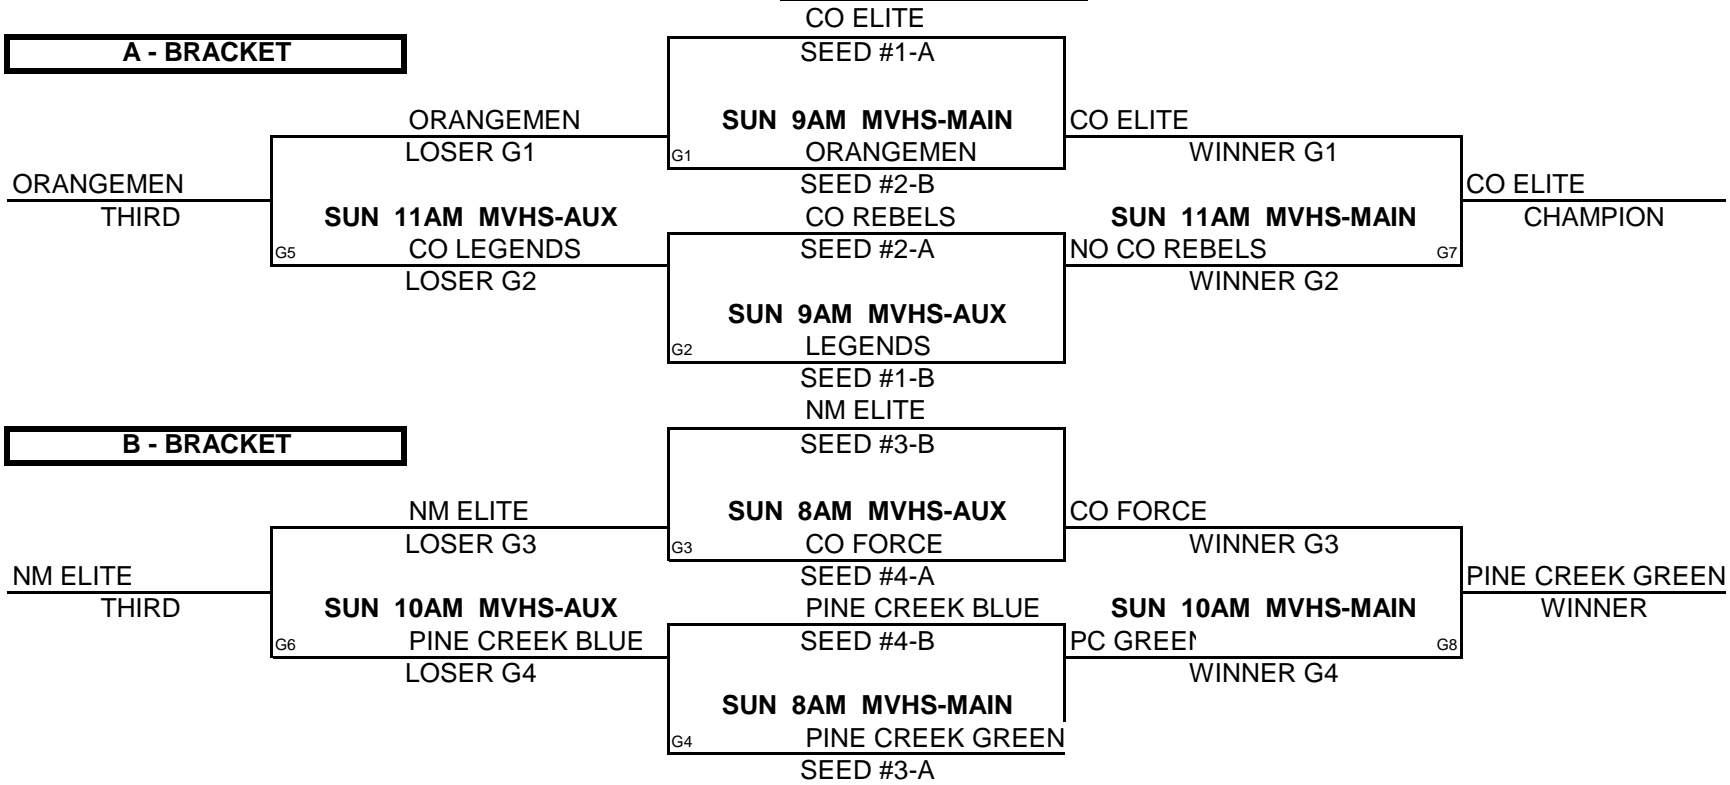 CO ELITE
A - BRACKET
SEED #1-A
ORANGEMEN
SUN 9AM MVHS-MAIN
CO ELITE
LOSER G1
G1
ORANGEMEN
WINNER G1
ORANGEMEN
SEED #2-B
CO ELITE
THIRD
SUN 11AM MVHS-AUX
CO REBELS
SUN 11AM MVHS-MAIN
CHAMPION
G5
CO LEGENDS
SEED #2-A
NO CO REBELS
G7
LOSER G2
WINNER G2
SUN 9AM MVHS-AUX
G2
LEGENDS
SEED #1-B
NM ELITE
B - BRACKET
SEED #3-B
NM ELITE
SUN 8AM MVHS-AUX
CO FORCE
LOSER G3
G3
CO FORCE
WINNER G3
NM ELITE
SEED #4-A
PINE CREEK GREEN
THIRD
SUN 10AM MVHS-AUX
PINE CREEK BLUE
SUN 10AM MVHS-MAIN
WINNER
G6
PINE CREEK BLUE
SEED #4-B
PC GREEN
G8
LOSER G4
WINNER G4
SUN 8AM MVHS-MAIN
G4
PINE CREEK GREEN
SEED #3-A